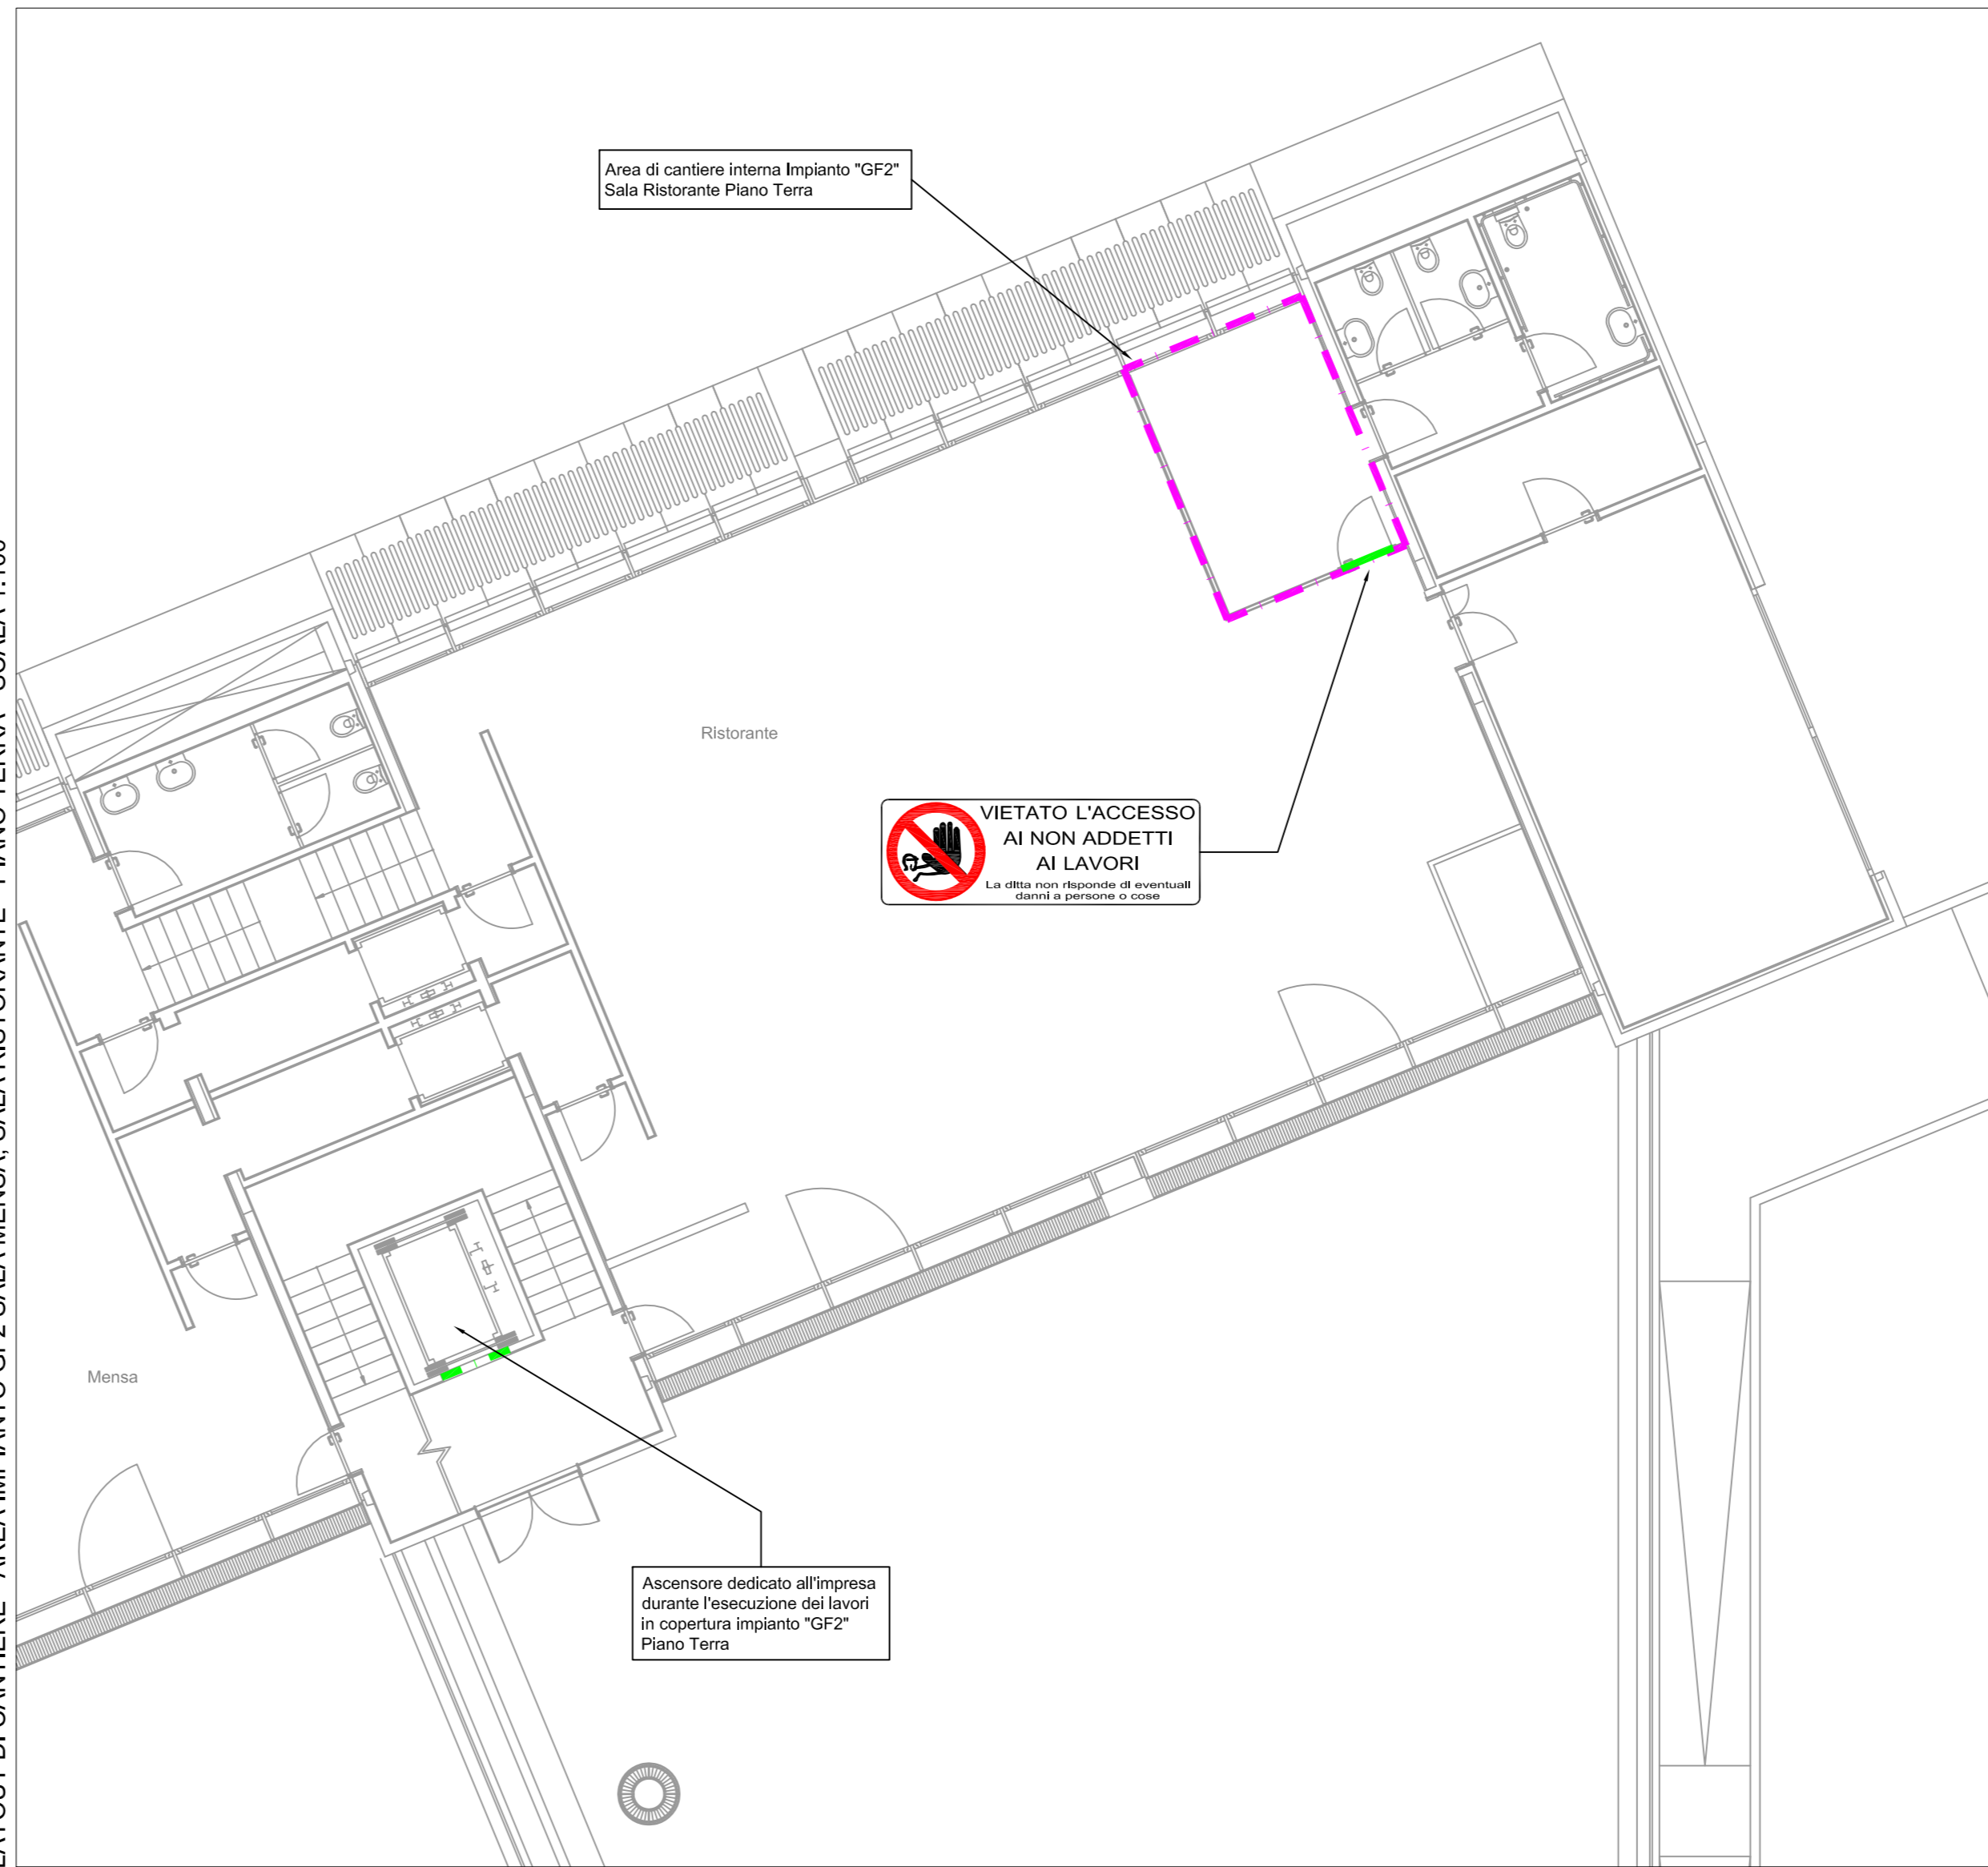 Area di cantiere interna Impianto "GF2"
Sala Ristorante Piano Terra
Ristorante
VIETATO L'ACCESSO
AI NON ADDETTI
AI LAVORI
La ditta non risponde di eventuali
danni a persone o cose
Mensa
Ascensore dedicato all'impresa
durante l'esecuzione dei lavori
in copertura impianto "GF2"
Piano Terra